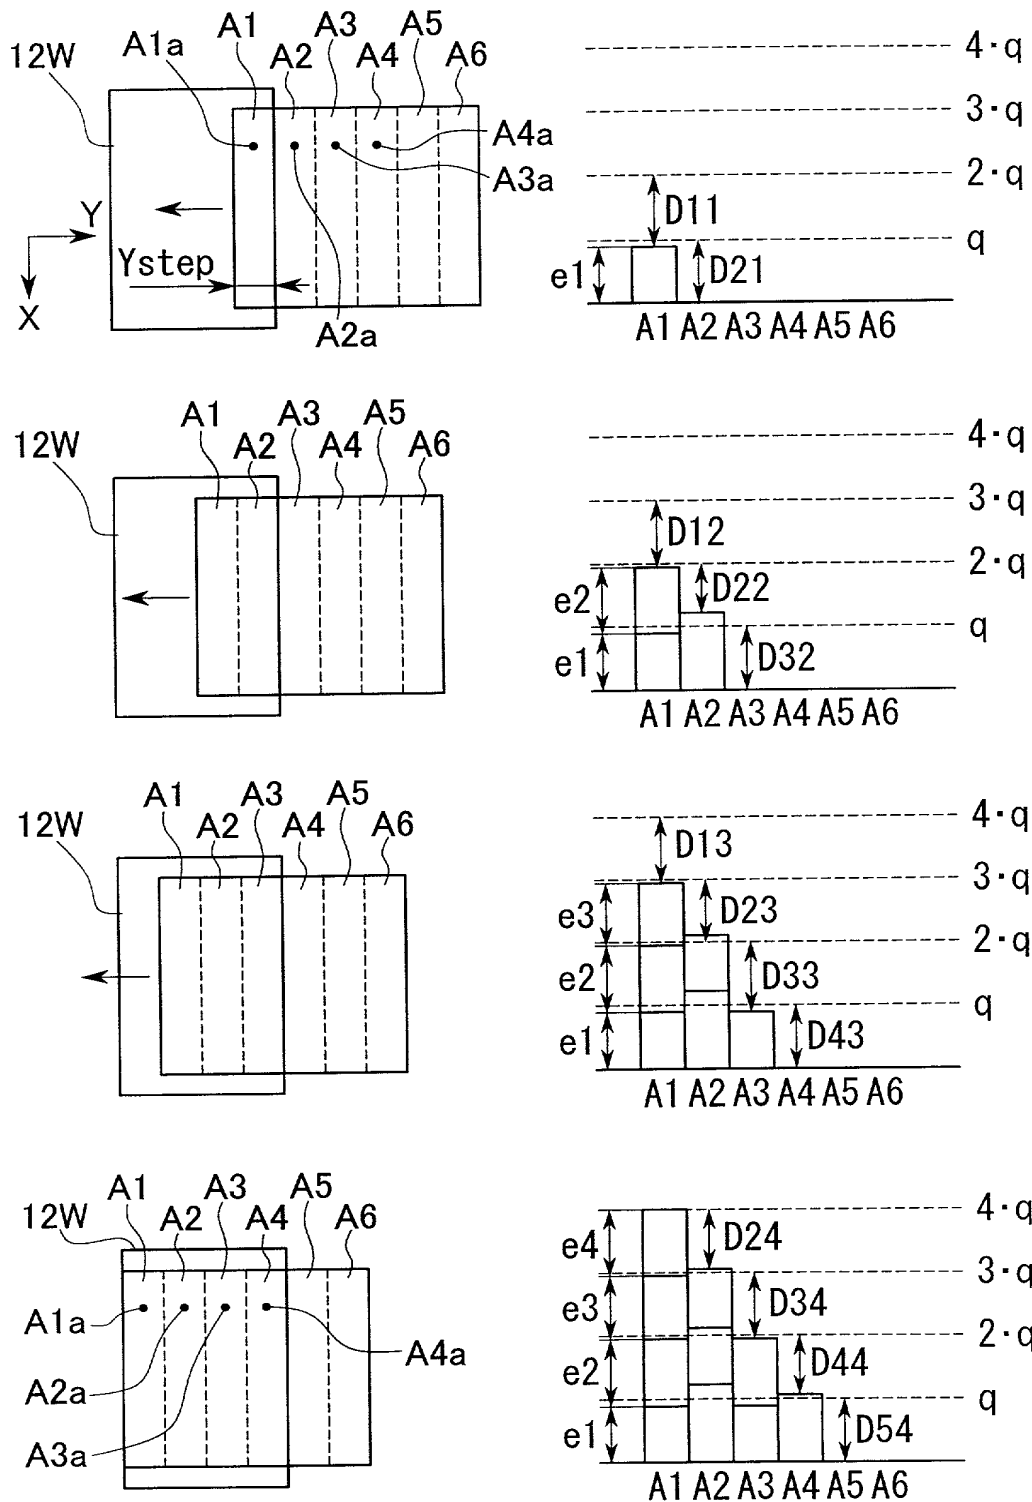 A1 A3 A5
A1a A2 A4 A6
12W
A4a
A3a
Y
X
Ystep
A2a
4·q
3·q
2·q
q
D11
D21
e1
A1 A2 A3 A4 A5 A6
A1 A3 A5
12W A2 A4 A6
4·q
3·q
2·q
q
D12
D22
D32
e2
e1
A1 A2 A3 A4 A5 A6
A1 A3 A5
12W A2 A4 A6
4·q
3·q
2·q
q
D13
D23
D33
D43
e3
e2
e1
A1 A2 A3 A4 A5 A6
A1 A3 A5
12W A2 A4 A6
A1a
A2a
A3a
A4a
4·q
3·q
2·q
q
D24
D34
D44
D54
e4
e3
e2
e1
A1 A2 A3 A4 A5 A6